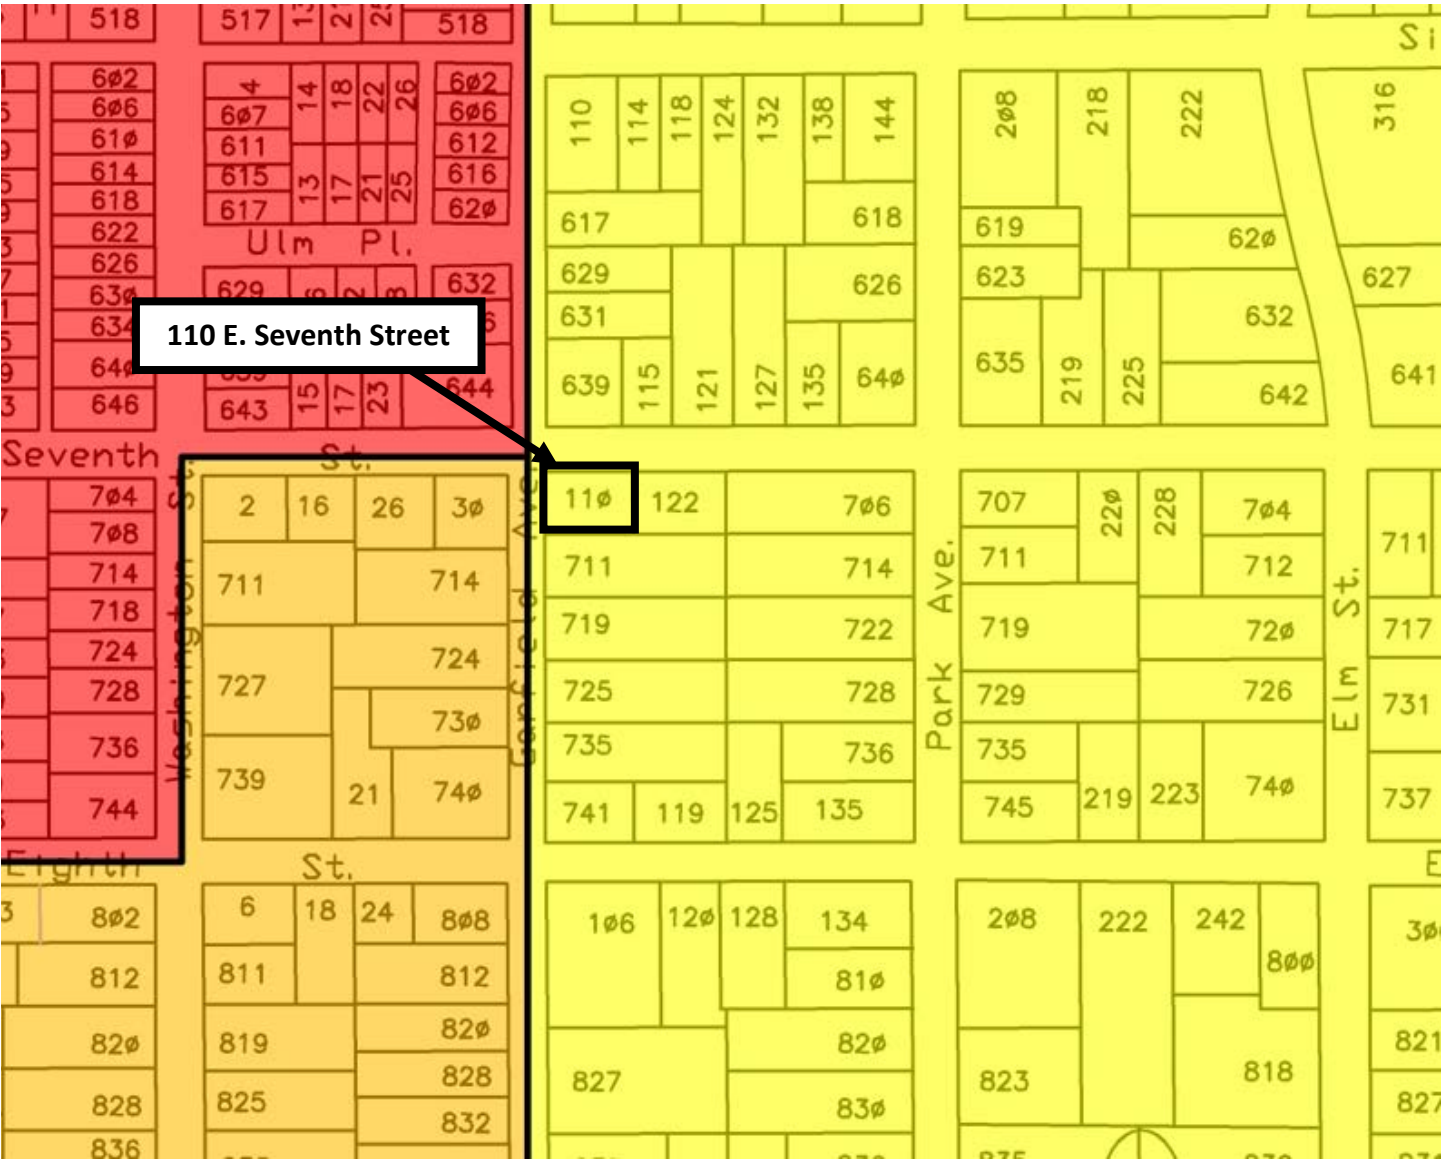 518 517 13 21 25 518
Si
602 4 14 18 22 26 602 110 114 118 124 132 138 144 208 218 222 316
606 607 606
610 611 612
614 615 13 17 21 25 616
618 617 620 617 618 619 620
622 Ulm Pl.
626 629 632 629 626 623 627
630
634 631 632
110 E. Seventh Street
640 639 115 121 127 135 640 635 219 225 642 641
646 643 15 17 23 644
Seventh St.
704 2 16 26 30 110 122 706 707 220 228 704
708 711
714 711 714 711 714 711 712
718 719 722 719 720 717
724 724
728 727 725 728 729 726 731
730
736 735 736 735
739 21 740 740 737
744 741 119 125 135 745 219 223
Washington St.
Garfield Ave.
Park Ave.
Elm St.
Eighth St.
E
3 802 6 18 24 808 106 120 128 134 208 222 242 800
812 811 812 810
820 819 820 820 821
828 827 823 818
828 825 832 830 827
836